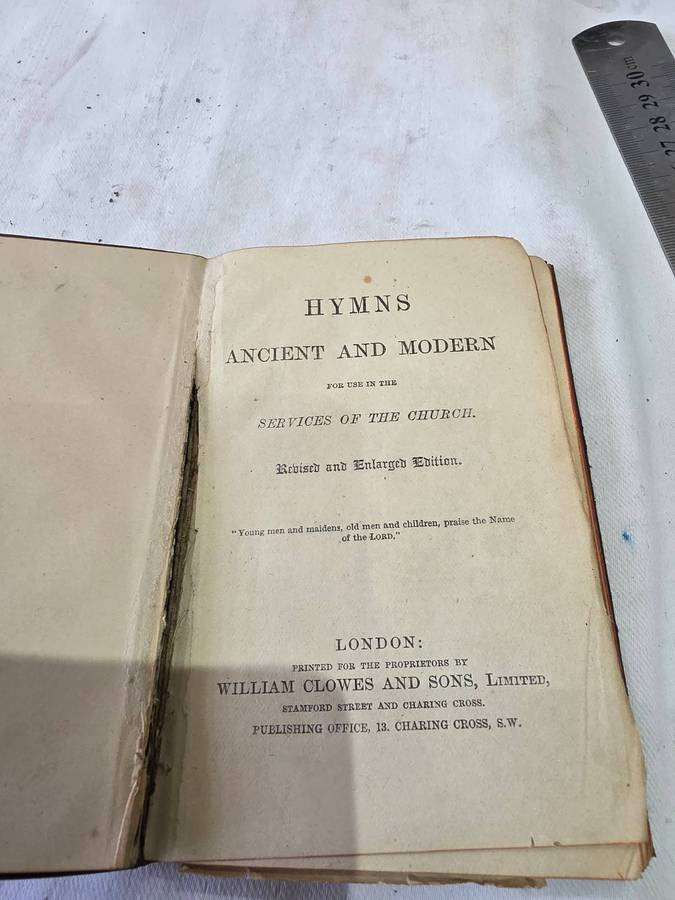 HYMNS
ANCIENT AND MODERN
FOR USE IN THE
SERVICES OF THE CHURCH.
Revised and Enlarged Edition.
"Young men and maidens, old men and children, praise the Name
of the LORD."
LONDON:
PRINTED FOR THE PROPRIETORS BY
WILLIAM CLOWES AND SONS, LIMITED,
STAMFORD STREET AND CHARING CROSS.
PUBLISHING OFFICE, 13, CHARING CROSS, S.W.
27 28 29 30 cm